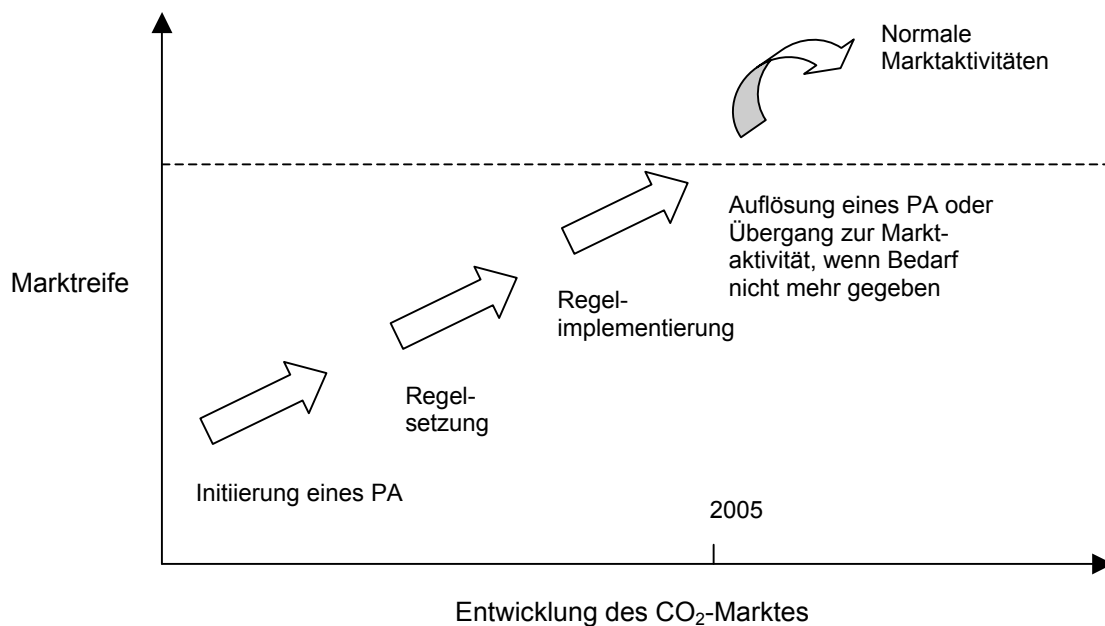 Normale
Marktaktivitäten
Auflösung eines PA oder
Übergang zur Markt-
aktivität, wenn Bedarf
nicht mehr gegeben
Marktreife
Regel-
implementierung
Regel-
setzung
Initiierung eines PA
2005
Entwicklung des CO₂-Marktes